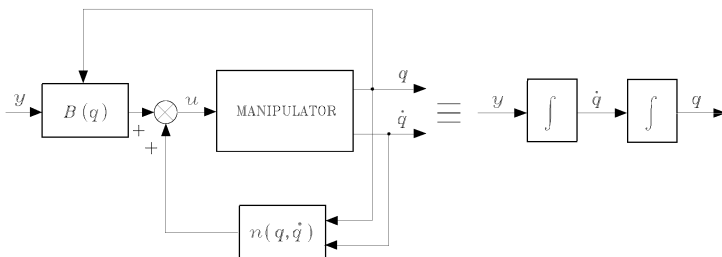 q
y
B(q)
u
MANIPULATOR
q̇
+
+
n(q,q̇)
≡
y
∫
q̇
∫
q